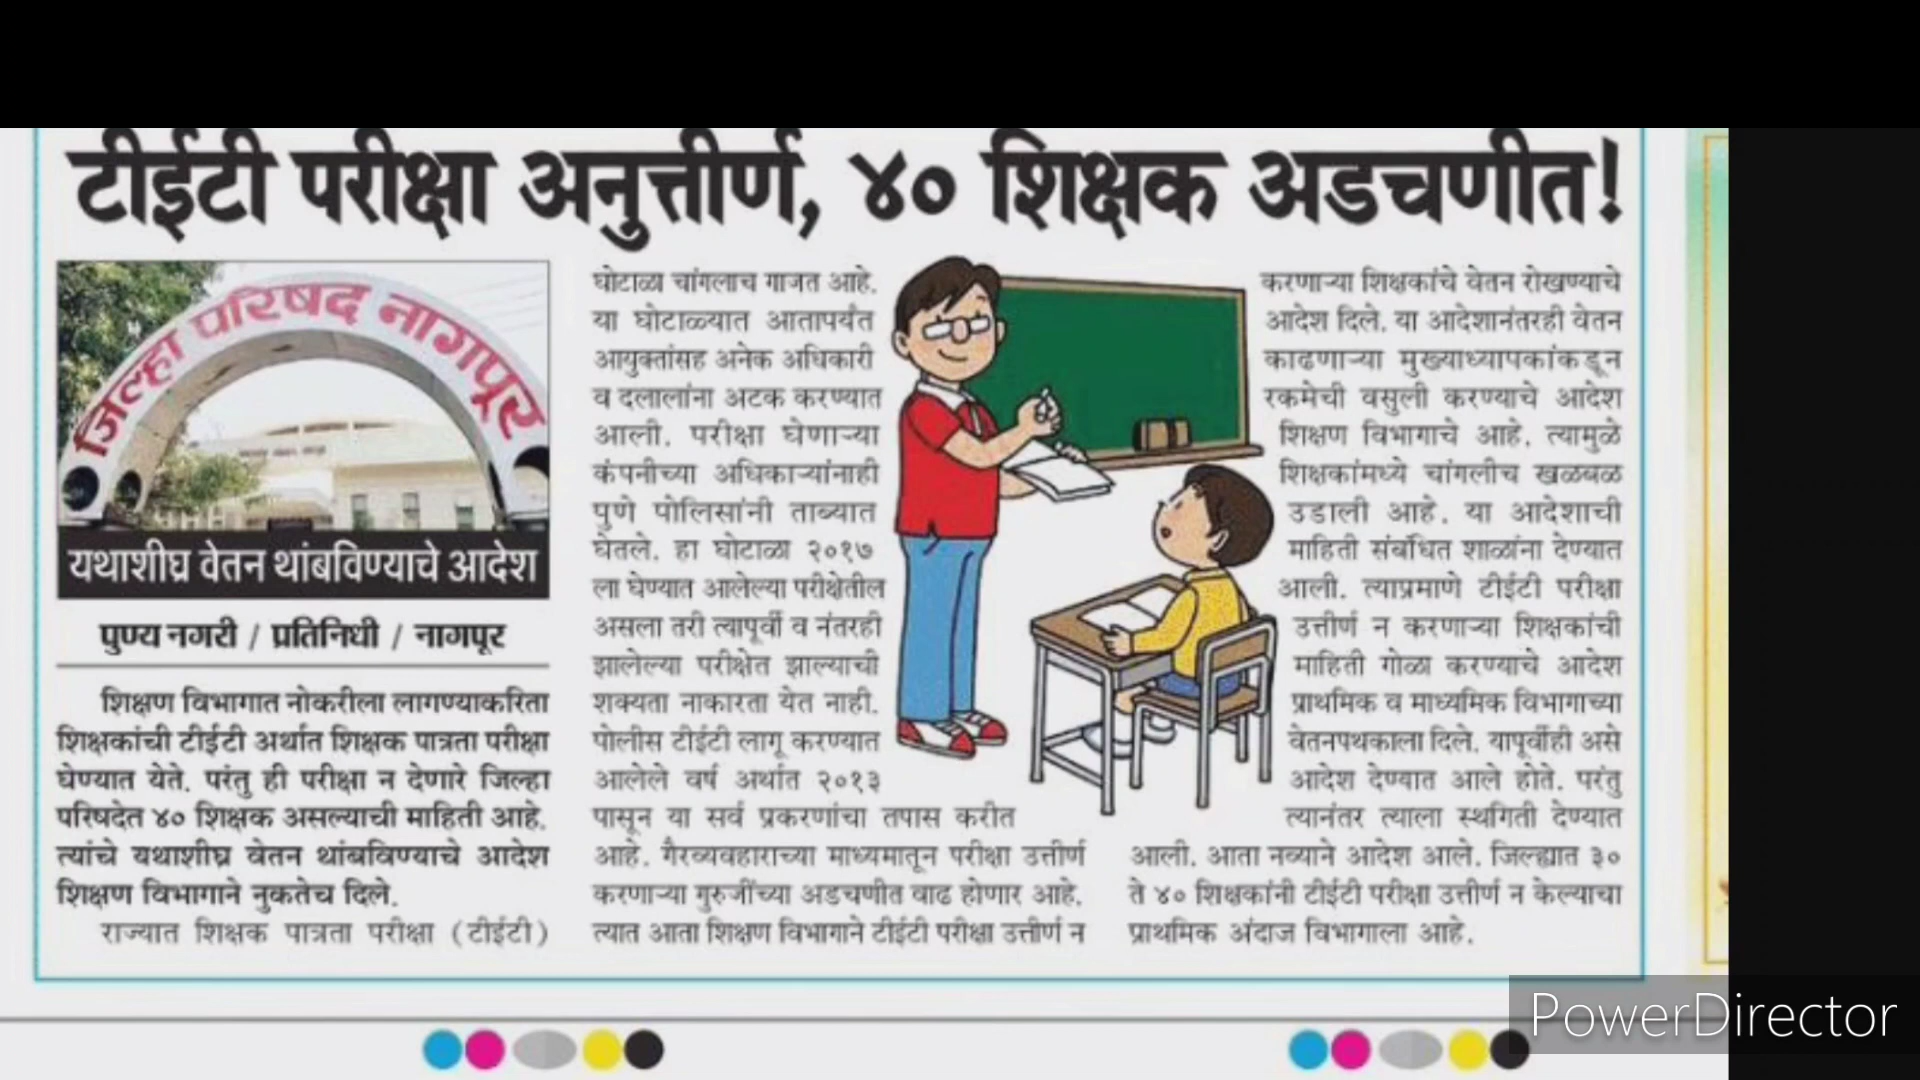 टीईटी परीक्षा अनुत्तीर्ण, ४० शिक्षक अडचणीत!
जिल्हा परिषद नागपूर
यथाशीघ्र वेतन थांबविण्याचे आदेश
पुण्य नगरी / प्रतिनिधी / नागपूर
शिक्षण विभागात नोकरीला लागण्याकरिता
शिक्षकांची टीईटी अर्थात शिक्षक पात्रता परीक्षा
घेण्यात येते. परंतु ही परीक्षा न देणारे जिल्हा
परिषदेत ४० शिक्षक असल्याची माहिती आहे.
त्यांचे यथाशीघ्र वेतन थांबविण्याचे आदेश
शिक्षण विभागाने नुकतेच दिले.
राज्यात शिक्षक पात्रता परीक्षा (टीईटी)
घोटाळा चांगलाच गाजत आहे.
या घोटाळ्यात आतापर्यंत
आयुक्तांसह अनेक अधिकारी
व दलालांना अटक करण्यात
आली. परीक्षा घेणाऱ्या
कंपनीच्या अधिकाऱ्यांनाही
पुणे पोलिसांनी ताब्यात
घेतले. हा घोटाळा २०१७
ला घेण्यात आलेल्या परीक्षेतील
असला तरी त्यापूर्वी व नंतरही
झालेल्या परीक्षेत झाल्याची
शक्यता नाकारता येत नाही.
पोलीस टीईटी लागू करण्यात
आलेले वर्ष अर्थात २०१३
पासून या सर्व प्रकरणांचा तपास करीत
आहे. गैरव्यवहाराच्या माध्यमातून परीक्षा उत्तीर्ण
करणाऱ्या गुरुजींच्या अडचणीत वाढ होणार आहे.
त्यात आता शिक्षण विभागाने टीईटी परीक्षा उत्तीर्ण न
करणाऱ्या शिक्षकांचे वेतन रोखण्याचे
आदेश दिले. या आदेशानंतरही वेतन
काढणाऱ्या मुख्याध्यापकांकडून
रकमेची वसुली करण्याचे आदेश
शिक्षण विभागाचे आहे. त्यामुळे
शिक्षकांमध्ये चांगलीच खळबळ
उडाली आहे. या आदेशाची
माहिती संबंधित शाळांना देण्यात
आली. त्याप्रमाणे टीईटी परीक्षा
उत्तीर्ण न करणाऱ्या शिक्षकांची
माहिती गोळा करण्याचे आदेश
प्राथमिक व माध्यमिक विभागाच्या
वेतनपथकाला दिले. यापूर्वीही असे
आदेश देण्यात आले होते. परंतु
त्यानंतर त्याला स्थगिती देण्यात
आली. आता नव्याने आदेश आले. जिल्ह्यात ३०
ते ४० शिक्षकांनी टीईटी परीक्षा उत्तीर्ण न केल्याचा
प्राथमिक अंदाज विभागाला आहे.
PowerDirector